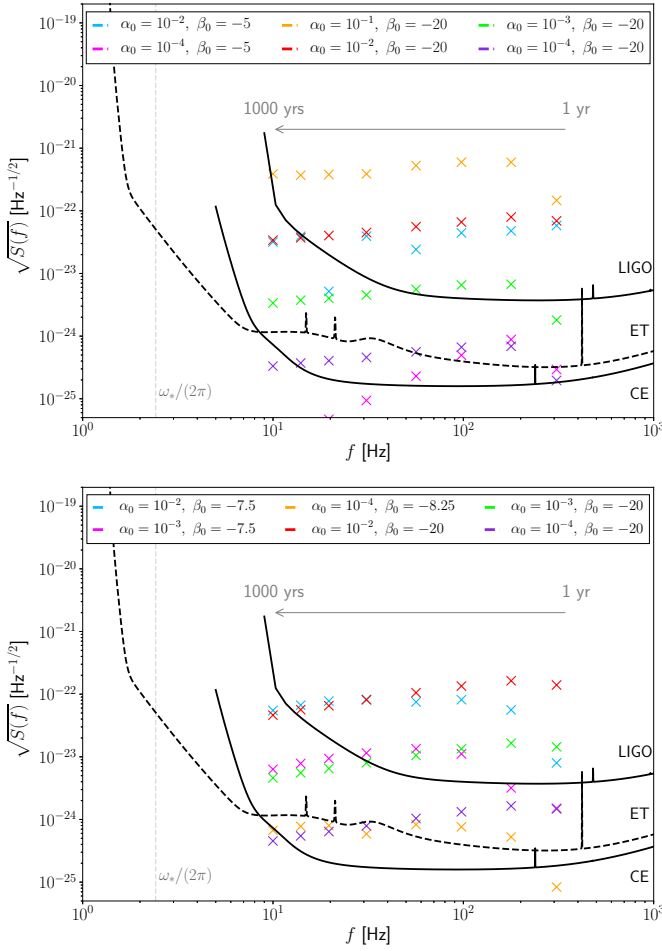 α₀ = 10⁻², β₀ = −5 α₀ = 10⁻¹, β₀ = −20 α₀ = 10⁻³, β₀ = −20
α₀ = 10⁻⁴, β₀ = −5 α₀ = 10⁻², β₀ = −20 α₀ = 10⁻⁴, β₀ = −20
10⁻¹⁹
10⁻²⁰
1000 yrs 1 yr
10⁻²¹
10⁻²²
√S(f) [Hz⁻¹/²]
10⁻²³
LIGO
10⁻²⁴
ET
ω*/(2π)
10⁻²⁵
CE
10⁰ 10¹ 10² 10³
f [Hz]
α₀ = 10⁻², β₀ = −7.5 α₀ = 10⁻⁴, β₀ = −8.25 α₀ = 10⁻³, β₀ = −20
α₀ = 10⁻³, β₀ = −7.5 α₀ = 10⁻², β₀ = −20 α₀ = 10⁻⁴, β₀ = −20
10⁻¹⁹
10⁻²⁰
1000 yrs 1 yr
10⁻²¹
10⁻²²
√S(f) [Hz⁻¹/²]
10⁻²³
LIGO
10⁻²⁴
ET
ω*/(2π)
10⁻²⁵
CE
10⁰ 10¹ 10² 10³
f [Hz]